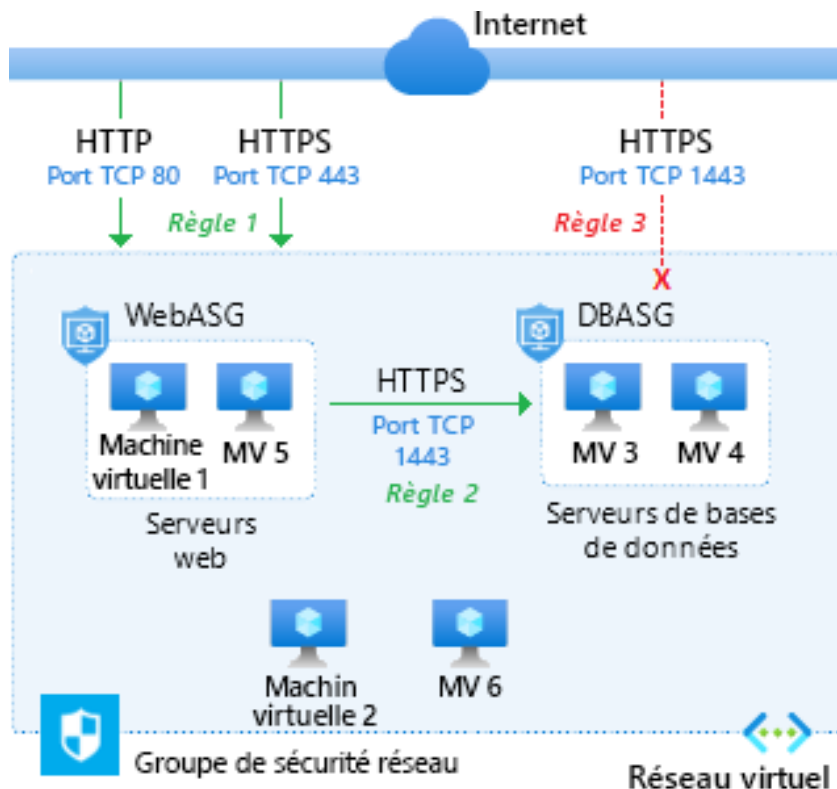 Internet
HTTP
Port TCP 80
HTTPS
Port TCP 443
HTTPS
Port TCP 1443
Règle 1
Règle 3
X
WebASG
DBASG
Machine
virtuelle 1
MV 5
HTTPS
Port TCP
1443
Règle 2
MV 3
MV 4
Serveurs
web
Serveurs de bases
de données
Machin
virtuelle 2
MV 6
Groupe de sécurité réseau
Réseau virtuel